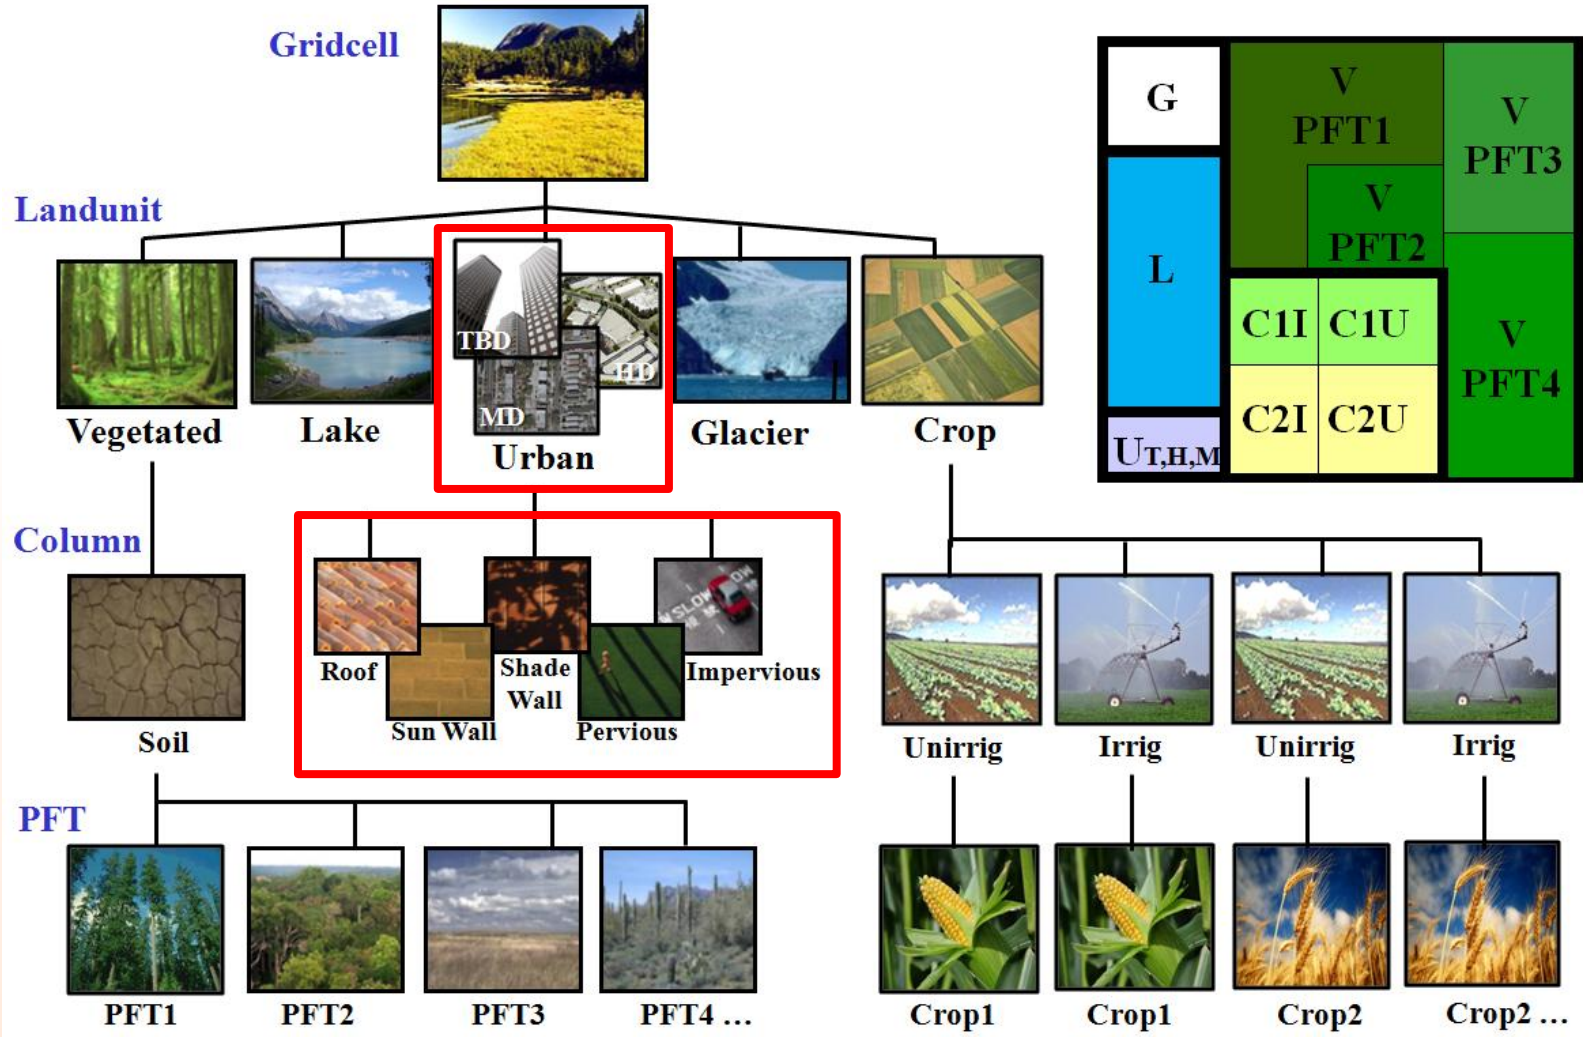 Gridcell
Landunit
TBD
HD
MD
Vegetated
Lake
Urban
Glacier
Crop
G
V
PFT1
V
PFT3
V
PFT2
L
C1I
C1U
V
PFT4
C2I
C2U
UT,H,M
Column
SLOW
OW
Roof
Shade
Wall
Impervious
Sun Wall
Pervious
Soil
Unirrig
Irrig
Unirrig
Irrig
PFT
PFT1
PFT2
PFT3
PFT4 ...
Crop1
Crop1
Crop2
Crop2 ...